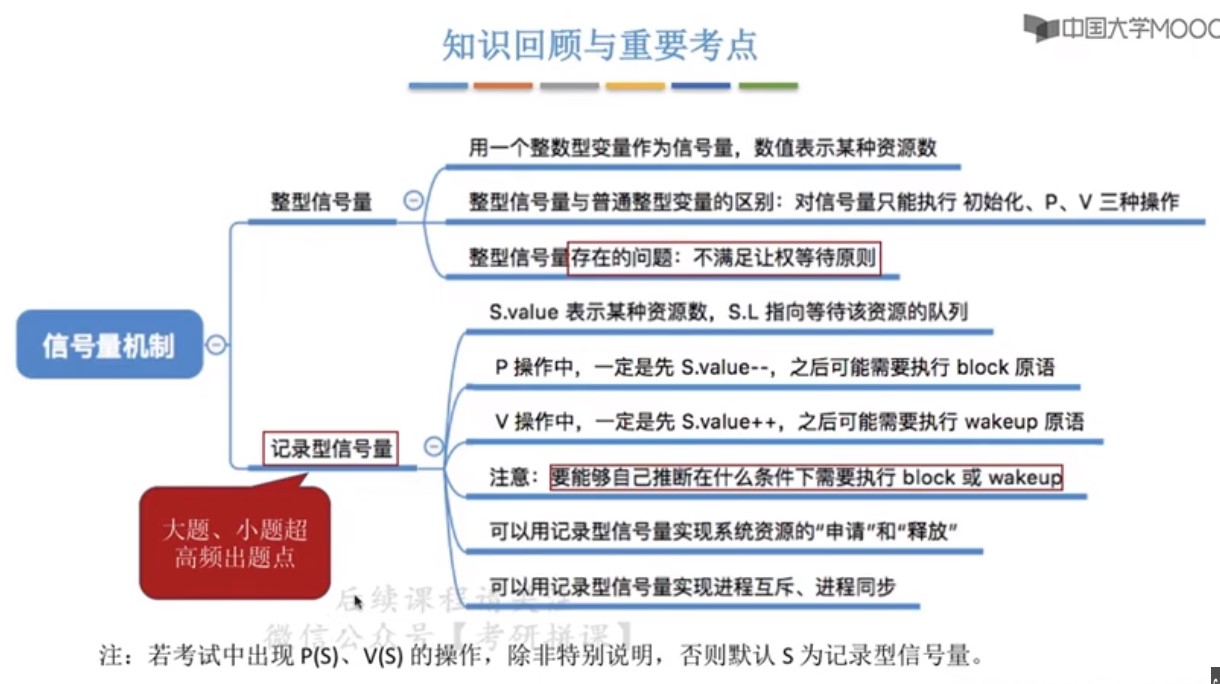 中国大学MOOC
知识回顾与重要考点
用一个整数型变量作为信号量，数值表示某种资源数
整型信号量
整型信号量与普通整型变量的区别：对信号量只能执行 初始化、P、V 三种操作
整型信号量存在的问题：不满足让权等待原则
信号量机制
S.value 表示某种资源数，S.L 指向等待该资源的队列
P 操作中，一定是先 S.value--，之后可能需要执行 block 原语
V 操作中，一定是先 S.value++，之后可能需要执行 wakeup 原语
记录型信号量
注意：要能够自己推断在什么条件下需要执行 block 或 wakeup
可以用记录型信号量实现系统资源的“申请”和“释放”
可以用记录型信号量实现进程互斥、进程同步
大题、小题超
高频出题点
后续课程请关注
微信公众号【考研拼课】
注：若考试中出现 P(S)、V(S) 的操作，除非特别说明，否则默认 S 为记录型信号量。